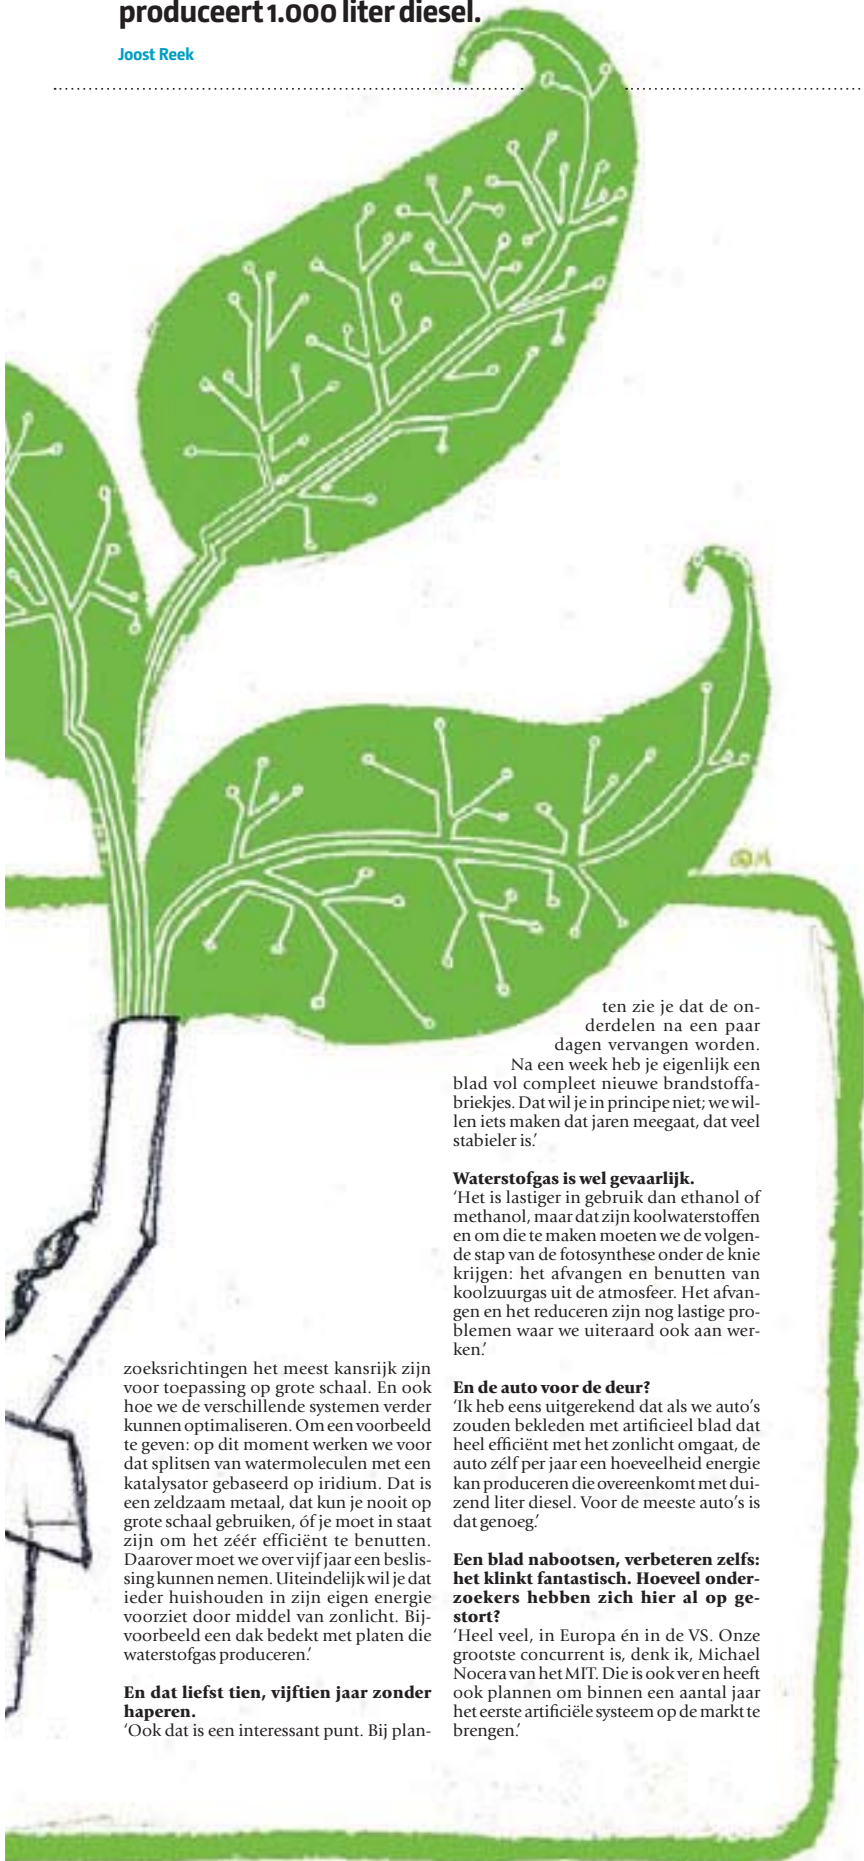 produceert 1.000 liter diesel.
Joost Reek
zoeksrichtingen het meest kansrijk zijn
voor toepassing op grote schaal. En ook
hoe we de verschillende systemen verder
kunnen optimaliseren. Om een voorbeeld
te geven: op dit moment werken we voor
dat splitsen van watermoleculen met een
katalysator gebaseerd op iridium. Dat is
een zeldzaam metaal, dat kun je nooit op
grote schaal gebruiken, óf je moet in staat
zijn om het zéér efficiënt te benutten.
Daarover moet we over vijf jaar een beslis-
sing kunnen nemen. Uiteindelijk wil je dat
ieder huishouden in zijn eigen energie
voorziet door middel van zonlicht. Bij-
voorbeeld een dak bedekt met platen die
waterstofgas produceren.’
En dat liefst tien, vijftien jaar zonder
haperen.
‘Ook dat is een interessant punt. Bij plan-
ten zie je dat de on-
derdelen na een paar
dagen vervangen worden.
Na een week heb je eigenlijk een
blad vol compleet nieuwe brandstoffa-
briekjes. Dat wil je in principe niet; we wil-
len iets maken dat jaren meegaat, dat veel
stabieler is.’
Waterstofgas is wel gevaarlijk.
‘Het is lastiger in gebruik dan ethanol of
methanol, maar dat zijn koolwaterstoffen
en om die te maken moeten we de volgen-
de stap van de fotosynthese onder de knie
krijgen: het afvangen en benutten van
koolzuurgas uit de atmosfeer. Het afvan-
gen en het reduceren zijn nog lastige pro-
blemen waar we uiteraard ook aan wer-
ken.’
En de auto voor de deur?
‘Ik heb eens uitgerekend dat als we auto’s
zouden bekleden met artificieel blad dat
heel efficiënt met het zonlicht omgaat, de
auto zélf per jaar een hoeveelheid energie
kan produceren die overeenkomt met dui-
zend liter diesel. Voor de meeste auto’s is
dat genoeg.’
Een blad nabootsen, verbeteren zelfs:
het klinkt fantastisch. Hoeveel onder-
zoekers hebben zich hier al op ge-
stort?
‘Heel veel, in Europa én in de VS. Onze
grootste concurrent is, denk ik, Michael
Nocera van het MIT. Die is ook ver en heeft
ook plannen om binnen een aantal jaar
het eerste artificiële systeem op de markt te
brengen.’